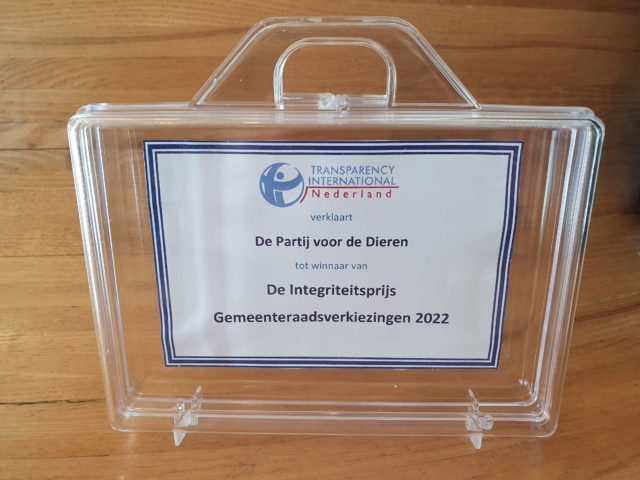 TRANSPARENCY
INTERNATIONAL
Nederland
verklaart
De Partij voor de Dieren
tot winnaar van
De Integriteitsprijs
Gemeenteraadsverkiezingen 2022